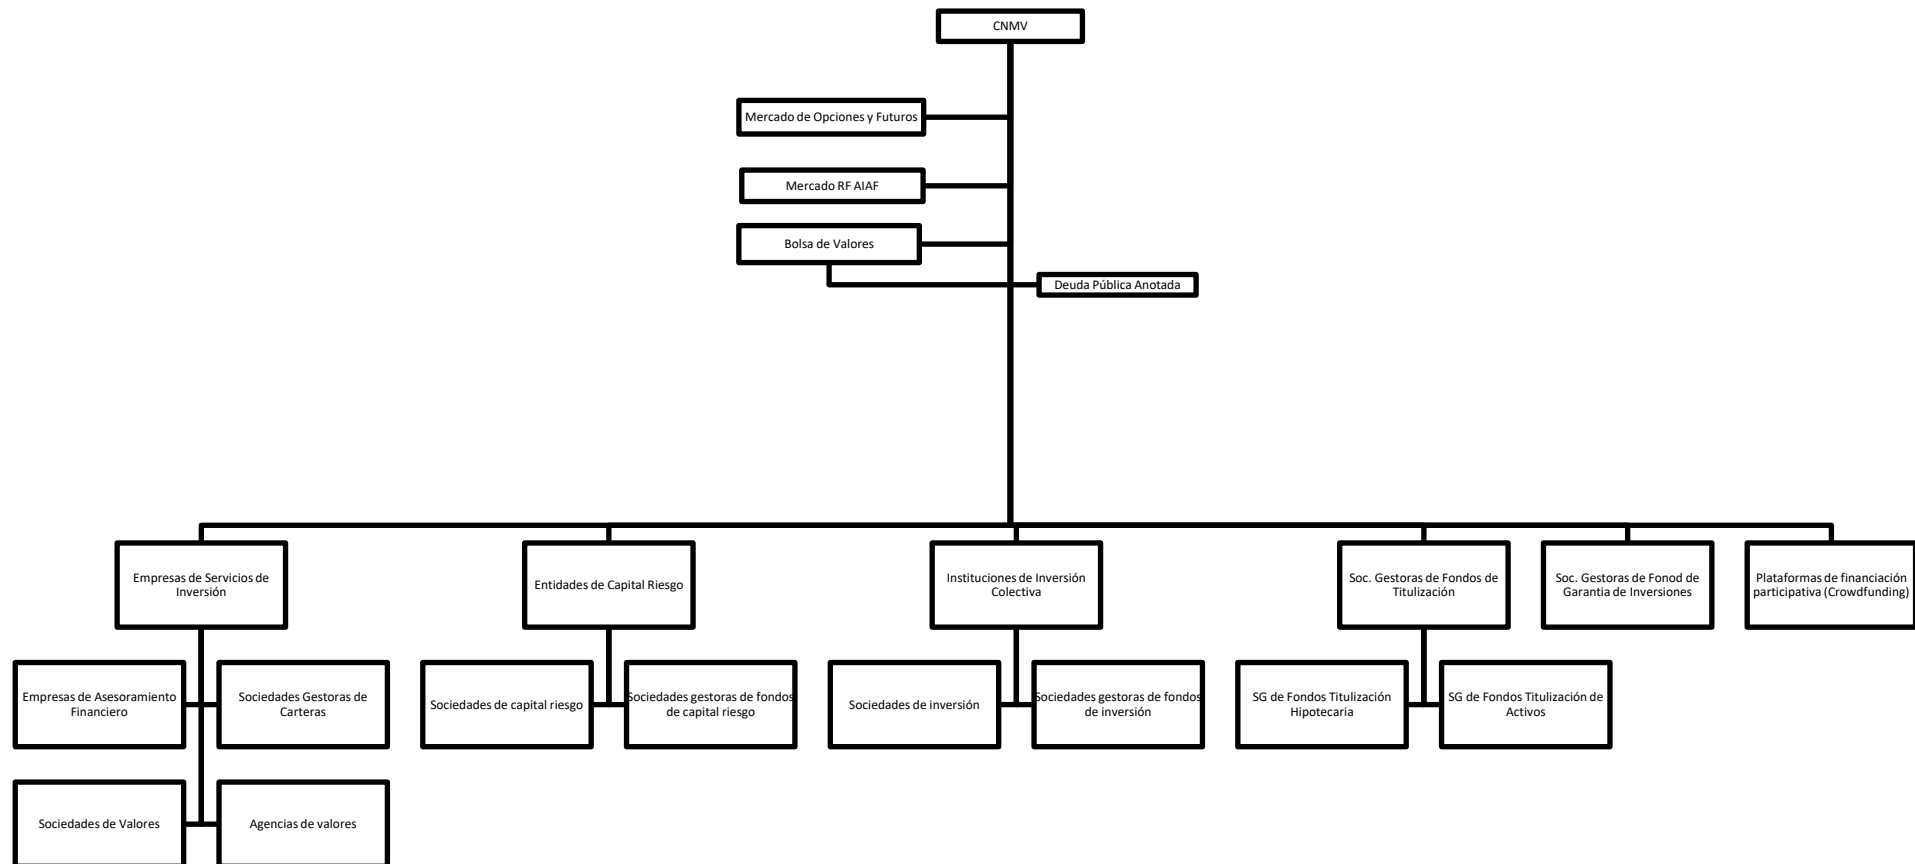 CNMV
Mercado de Opciones y Futuros
Mercado RF AIAF
Bolsa de Valores
Deuda Pública Anotada
Empresas de Servicios de
Inversión
Entidades de Capital Riesgo
Instituciones de Inversión
Colectiva
Soc. Gestoras de Fondos de
Titulización
Soc. Gestoras de Fonod de
Garantia de Inversiones
Plataformas de financiación
participativa (Crowdfunding)
Empresas de Asesoramiento
Financiero
Sociedades Gestoras de
Carteras
Sociedades de capital riesgo
Sociedades gestoras de fondos
de capital riesgo
Sociedades de inversión
Sociedades gestoras de fondos
de inversión
SG de Fondos Titulización
Hipotecaria
SG de Fondos Titulización de
Activos
Sociedades de Valores
Agencias de valores